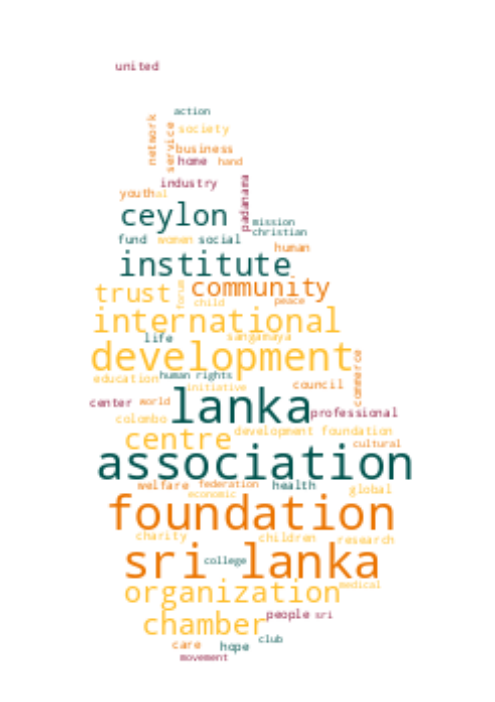 united
action
network
service
society
business
home hand
industry
padanama
youth
ceylon
mission
christian
fund women social
human
institute
trust
focus
community
child peace
international
life sangamaya
development
commerce
education human rights
initiative council
center world lanka professional
colombo
centre development foundation
cultural
association
welfare federation health global
economic
foundation
charity children research
sri lanka
college
organization medical
chamber people sri
care hope club
movement